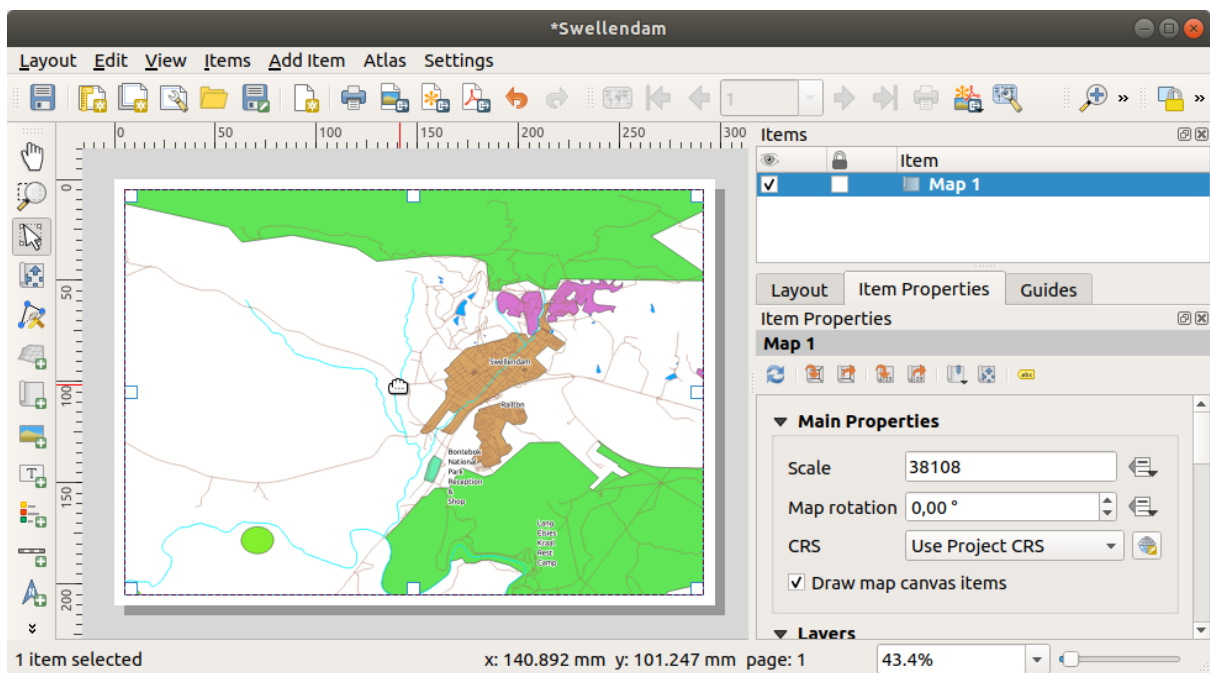 *Swellendam
Layout Edit View Items Add Item Atlas Settings
1
0 50 100 150 200 250 300
0
50
100
150
200
Swellendam
Railton
Bontebok
National
Park
Reception
&
Shop
Lang
Elsies
Kraal
Rest
Camp
Items
Item
Map 1
Layout Item Properties Guides
Item Properties
Map 1
abc
Main Properties
Scale 38108
Map rotation 0,00 °
CRS Use Project CRS
Draw map canvas items
Layers
1 item selected x: 140.892 mm y: 101.247 mm page: 1 43.4%